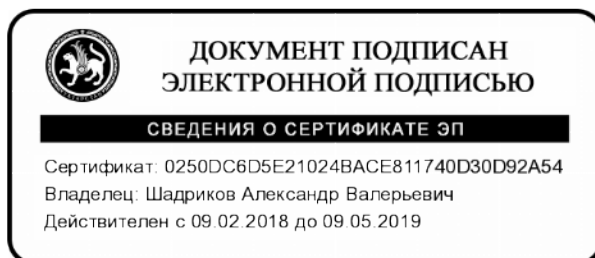 ДОКУМЕНТ ПОДПИСАН
ЭЛЕКТРОННОЙ ПОДПИСЬЮ
СВЕДЕНИЯ О СЕРТИФИКАТЕ ЭП
Сертификат: 0250DC6D5E21024BACE811740D30D92A54
Владелец: Шадриков Александр Валерьевич
Действителен с 09.02.2018 до 09.05.2019